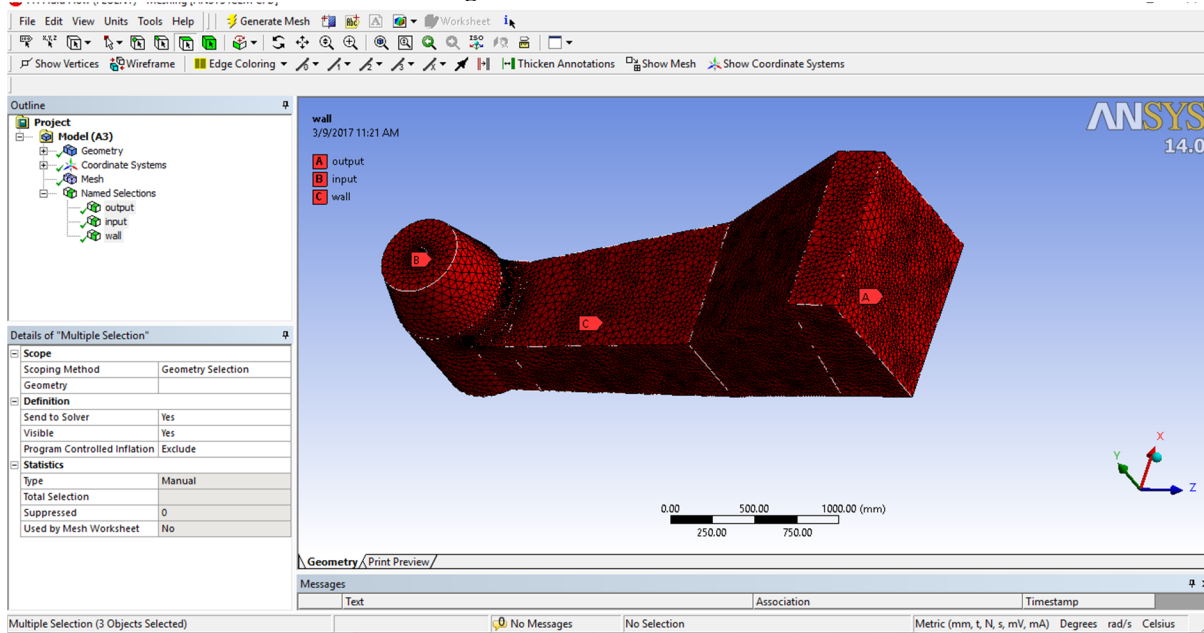 File Edit View Units Tools Help Generate Mesh Worksheet
Show Vertices Wireframe Edge Coloring Thicken Annotations Show Mesh Show Coordinate Systems
Outline
Project
Model (A3)
Geometry
Coordinate Systems
Mesh
Named Selections
output
input
wall
Details of "Multiple Selection"
Scope
Scoping Method Geometry Selection
Geometry
Definition
Send to Solver Yes
Visible Yes
Program Controlled Inflation Exclude
Statistics
Type Manual
Total Selection
Suppressed 0
Used by Mesh Worksheet No
wall
3/9/2017 11:21 AM
A output
B input
C wall
ANSYS
14.0
B
C
A
X
Y
Z
0.00 500.00 1000.00 (mm)
250.00 750.00
Geometry Print Preview
Messages
Text Association Timestamp
Multiple Selection (3 Objects Selected) 0 No Messages No Selection Metric (mm, t, N, s, mV, mA) Degrees rad/s Celsius